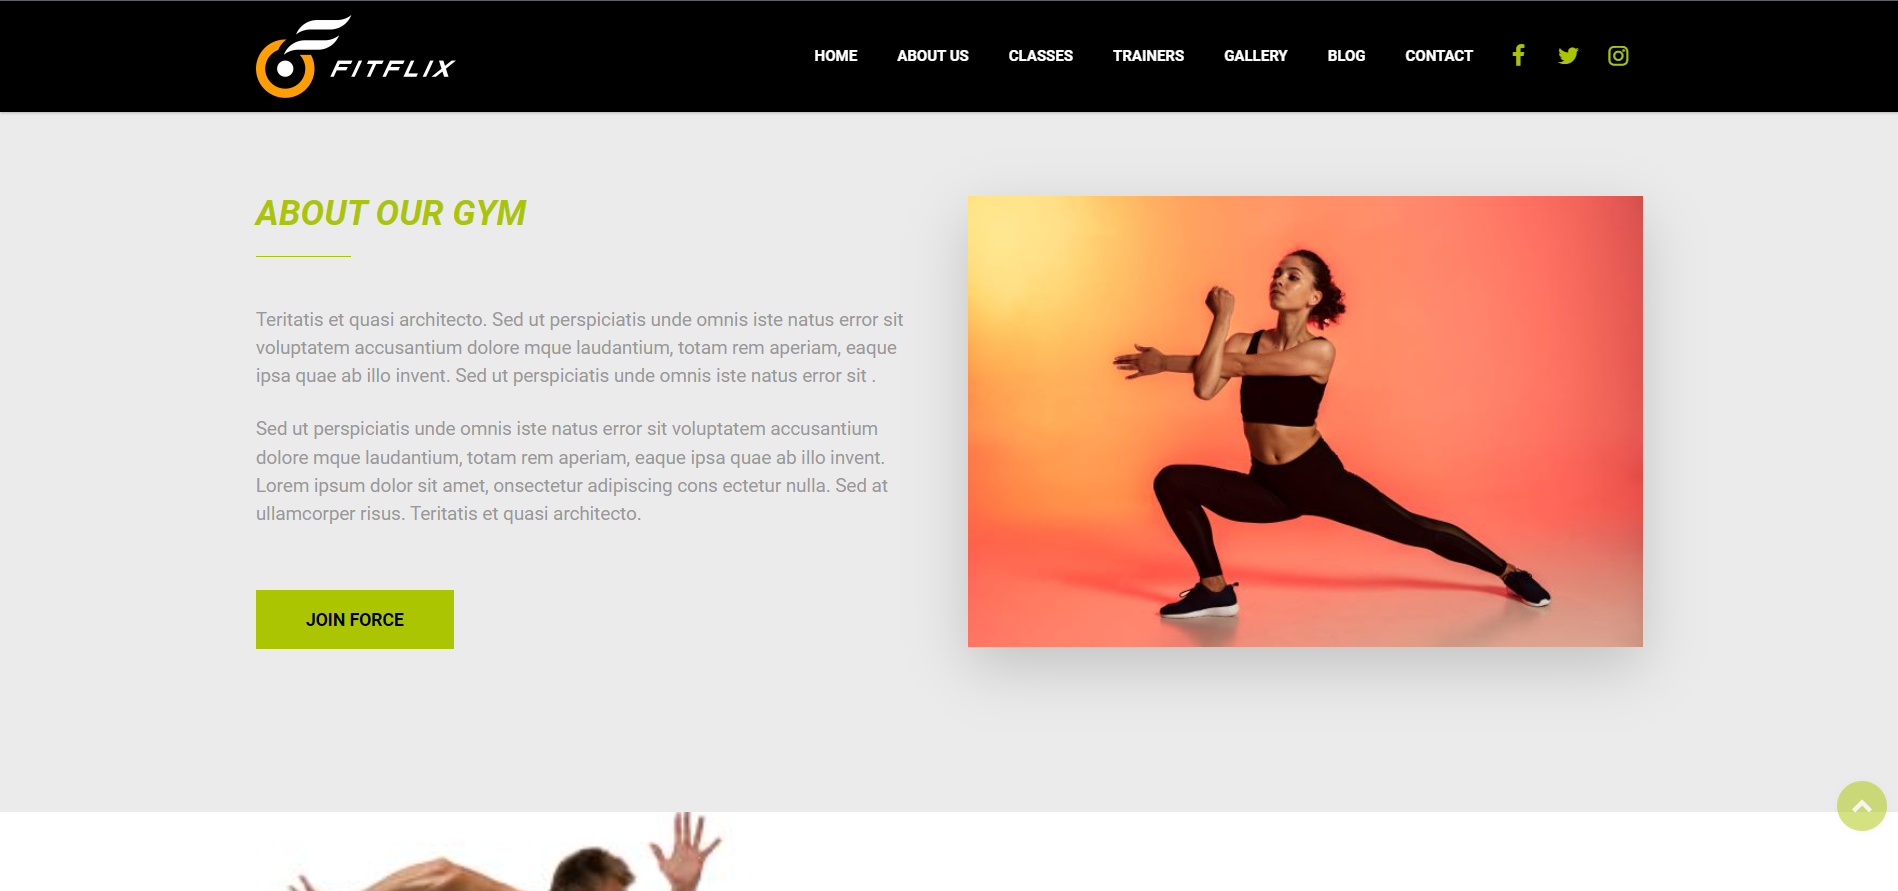 FITFLIX
HOME ABOUT US CLASSES TRAINERS GALLERY BLOG CONTACT
ABOUT OUR GYM
Teritatis et quasi architecto. Sed ut perspiciatis unde omnis iste natus error sit
voluptatem accusantium dolore mque laudantium, totam rem aperiam, eaque
ipsa quae ab illo invent. Sed ut perspiciatis unde omnis iste natus error sit .
Sed ut perspiciatis unde omnis iste natus error sit voluptatem accusantium
dolore mque laudantium, totam rem aperiam, eaque ipsa quae ab illo invent.
Lorem ipsum dolor sit amet, onsectetur adipiscing cons ectetur nulla. Sed at
ullamcorper risus. Teritatis et quasi architecto.
JOIN FORCE